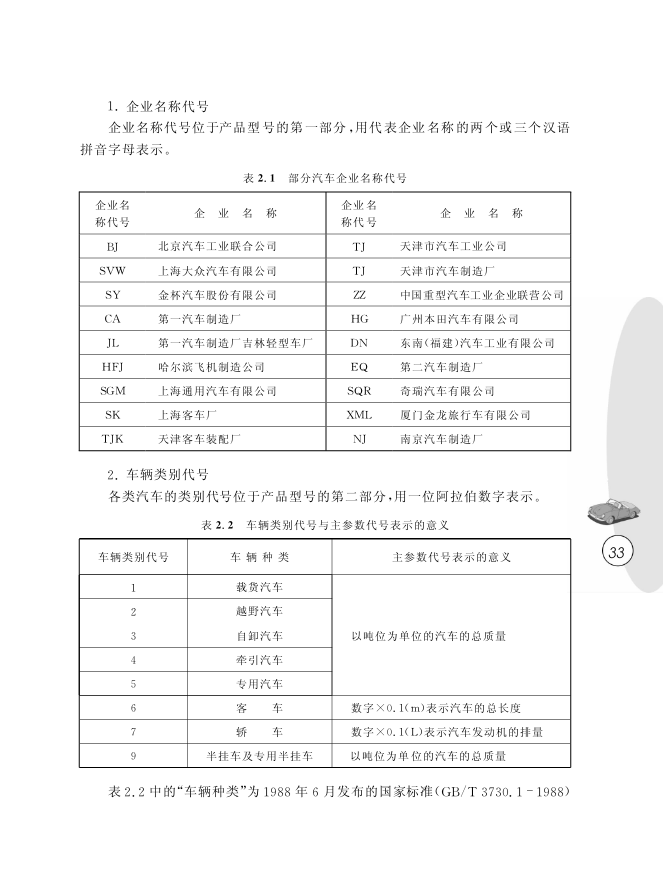 1. 企业名称代号
企业名称代号位于产品型号的第一部分,用代表企业名称的两个或三个汉语
拼音字母表示。
表 2.1 部分汽车企业名称代号
企业名称代号 企 业 名 称 企业名称代号 企 业 名 称
BJ 北京汽车工业联合公司 TJ 天津市汽车工业公司
SVW 上海大众汽车有限公司 TJ 天津市汽车制造厂
SY 金杯汽车股份有限公司 ZZ 中国重型汽车工业企业联营公司
CA 第一汽车制造厂 HG 广州本田汽车有限公司
JL 第一汽车制造厂吉林轻型车厂 DN 东南(福建)汽车工业有限公司
HFJ 哈尔滨飞机制造公司 EQ 第二汽车制造厂
SGM 上海通用汽车有限公司 SQR 奇瑞汽车有限公司
SK 上海客车厂 XML 厦门金龙旅行车有限公司
TJK 天津客车装配厂 NJ 南京汽车制造厂
2. 车辆类别代号
各类汽车的类别代号位于产品型号的第二部分,用一位阿拉伯数字表示。
表 2.2 车辆类别代号与主参数代号表示的意义
车辆类别代号 车 辆 种 类 主参数代号表示的意义
1 载货汽车
2 越野汽车
3 自卸汽车 以吨位为单位的汽车的总质量
4 牵引汽车
5 专用汽车
6 客 车 数字×0.1(m)表示汽车的总长度
7 轿 车 数字×0.1(L)表示汽车发动机的排量
9 半挂车及专用半挂车 以吨位为单位的汽车的总质量
表 2.2 中的“车辆种类”为 1988 年 6 月发布的国家标准(GB/T 3730.1-1988)
33